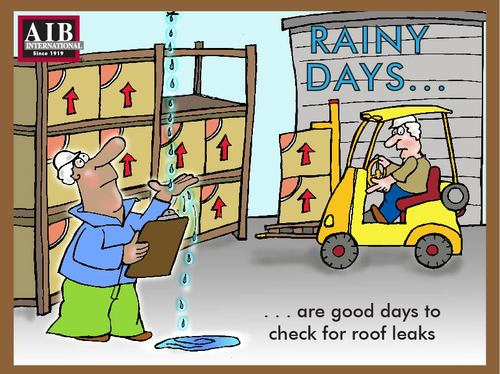 AIB
INTERNATIONAL
Since 1919
RAINY
DAYS...
. . . are good days to
check for roof leaks